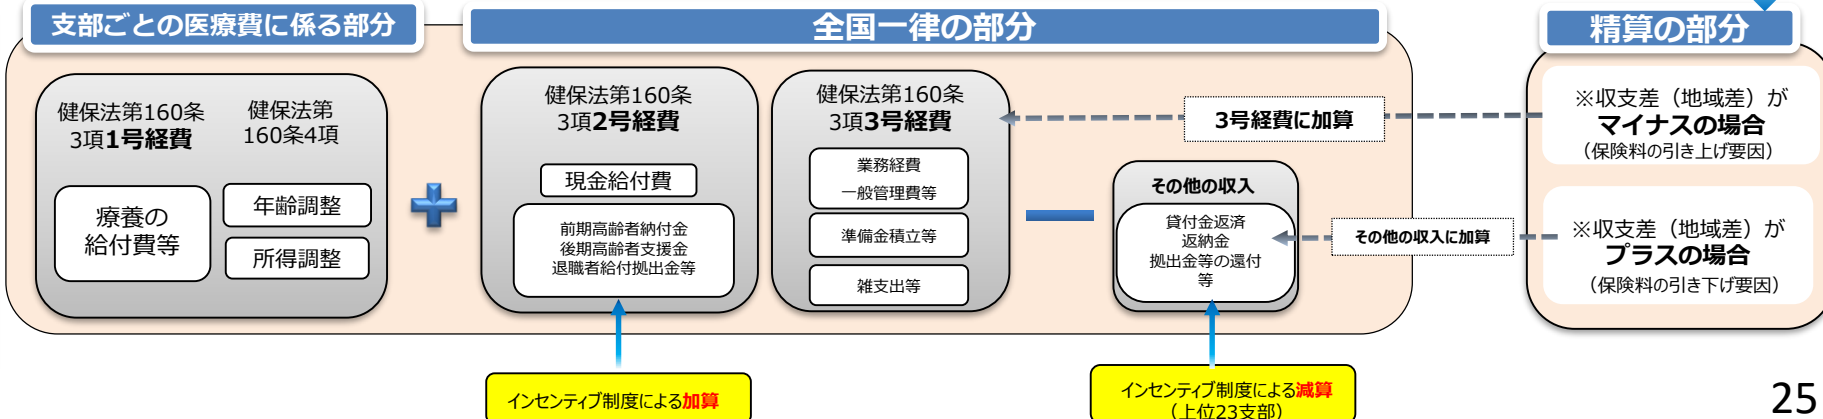 支部ごとの医療費に係る部分
全国一律の部分
精算の部分
健保法第160条
3項1号経費
健保法第
160条4項
療養の
給付費等
年齢調整
所得調整
健保法第160条
3項2号経費
現金給付費
前期高齢者納付金
後期高齢者支援金
退職者給付拠出金等
健保法第160条
3項3号経費
業務経費
一般管理費等
準備金積立等
雑支出等
3号経費に加算
その他の収入
貸付金返済
返納金
拠出金等の還付
等
その他の収入に加算
※収支差（地域差）が
マイナスの場合
（保険料の引き上げ要因）
※収支差（地域差）が
プラスの場合
（保険料の引き下げ要因）
インセンティブ制度による加算
インセンティブ制度による減算
（上位23支部）
25